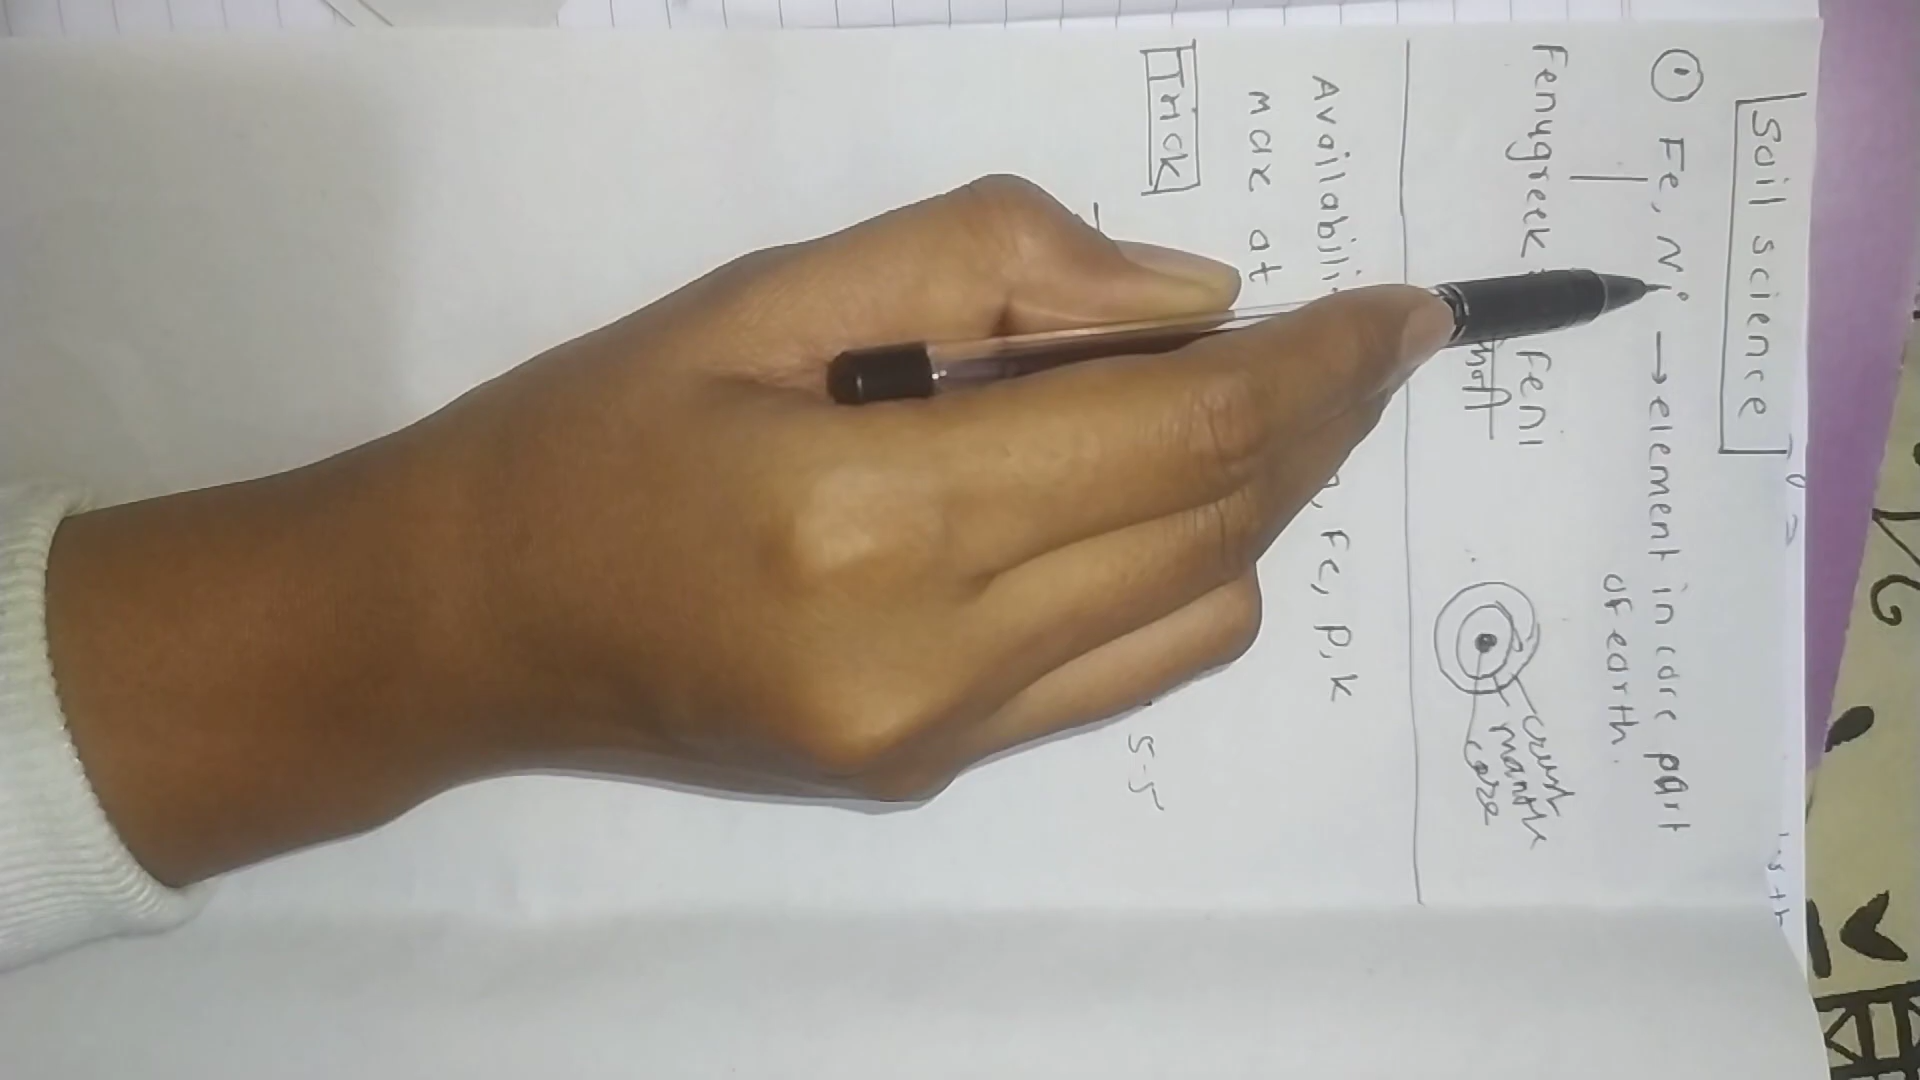 Soil science
① Fe, Ni → element in core part
of earth.
Fenugreek Feni
crust
mantle
core
Fe, P, K
max at
Trick
5.5